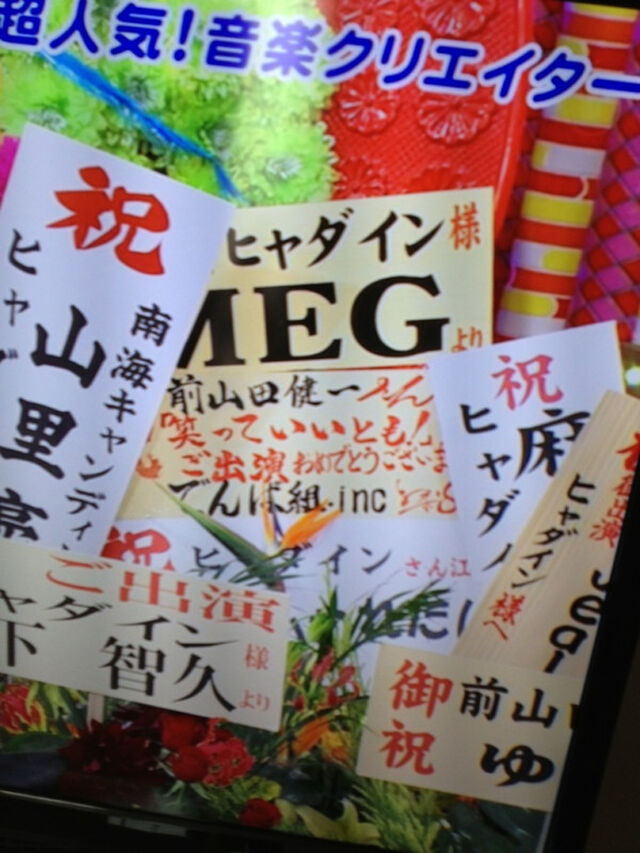 超人気!音楽クリエイター
祝
ヒャダ
南海キャンディ
山里亮
ヒャダイン様
MEG
より
前山田健一さん
笑っていいとも!
ご出演おめでとうございま
でんぱ組.inc
祝
ヒャダイ
麻
祝
ヒャダイン
さん江
ご出演
ャダイン様
下智久
より
出演
ヒャダイン様へ
御祝
前山
ゆ